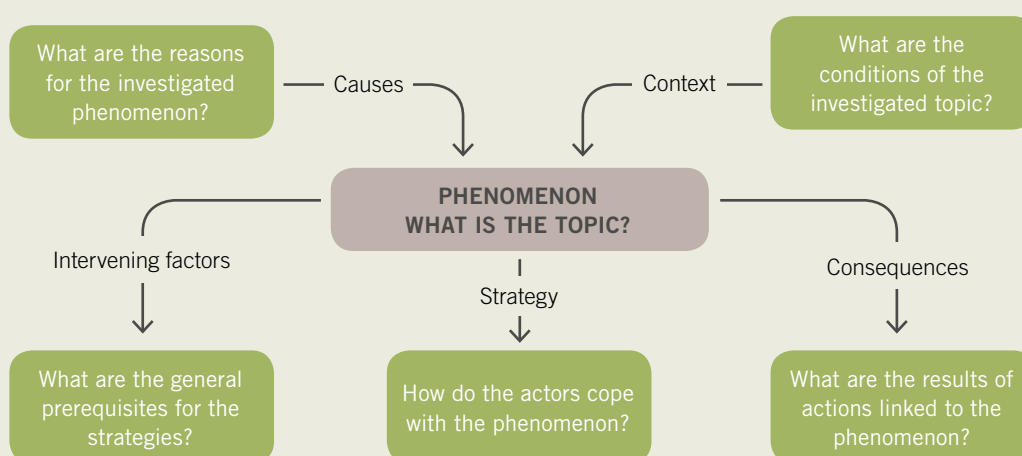 What are the reasons
for the investigated
phenomenon?
Causes
Context
What are the
conditions of the
investigated topic?
PHENOMENON
WHAT IS THE TOPIC?
Intervening factors
Strategy
Consequences
What are the general
prerequisites for the
strategies?
How do the actors cope
with the phenomenon?
What are the results of
actions linked to the
phenomenon?